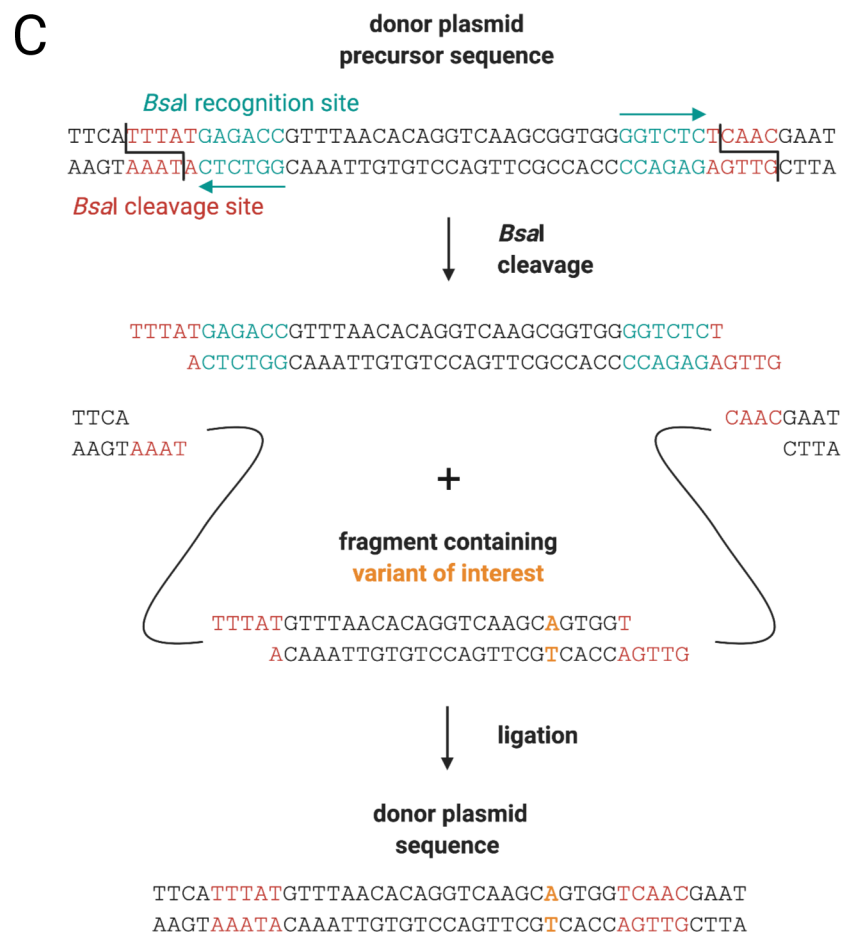 C
donor plasmid
precursor sequence
BsaI recognition site
TTCATTTATGAGACCGTTTAACACAGGTCAAGCGGTGGGGTCTCTCAACGAAT
AAGTAAATACTCTGGCAAATTGTGTCCAGTTCGCCACCCCAGAGAGTTGCTTA
BsaI cleavage site
BsaI
cleavage
TTTATGAGACCGTTTAACACAGGTCAAGCGGTGGGGTCTCT
ACTCTGGCAAATTGTGTCCAGTTCGCCACCCCAGAGAGTTG
TTCA
AAGTAAAT
CAACGAAT
CTTA
+
fragment containing
variant of interest
TTTATGTTTAACACAGGTCAAGCAGTGGT
ACAAATTGTGTCCAGTTCGTCACCAGTTG
ligation
donor plasmid
sequence
TTCATTTATGTTTAACACAGGTCAAGCAGTGGTCAACGAAT
AAGTAAATACAAATTGTGTCCAGTTCGTCACCAGTTGCTTA